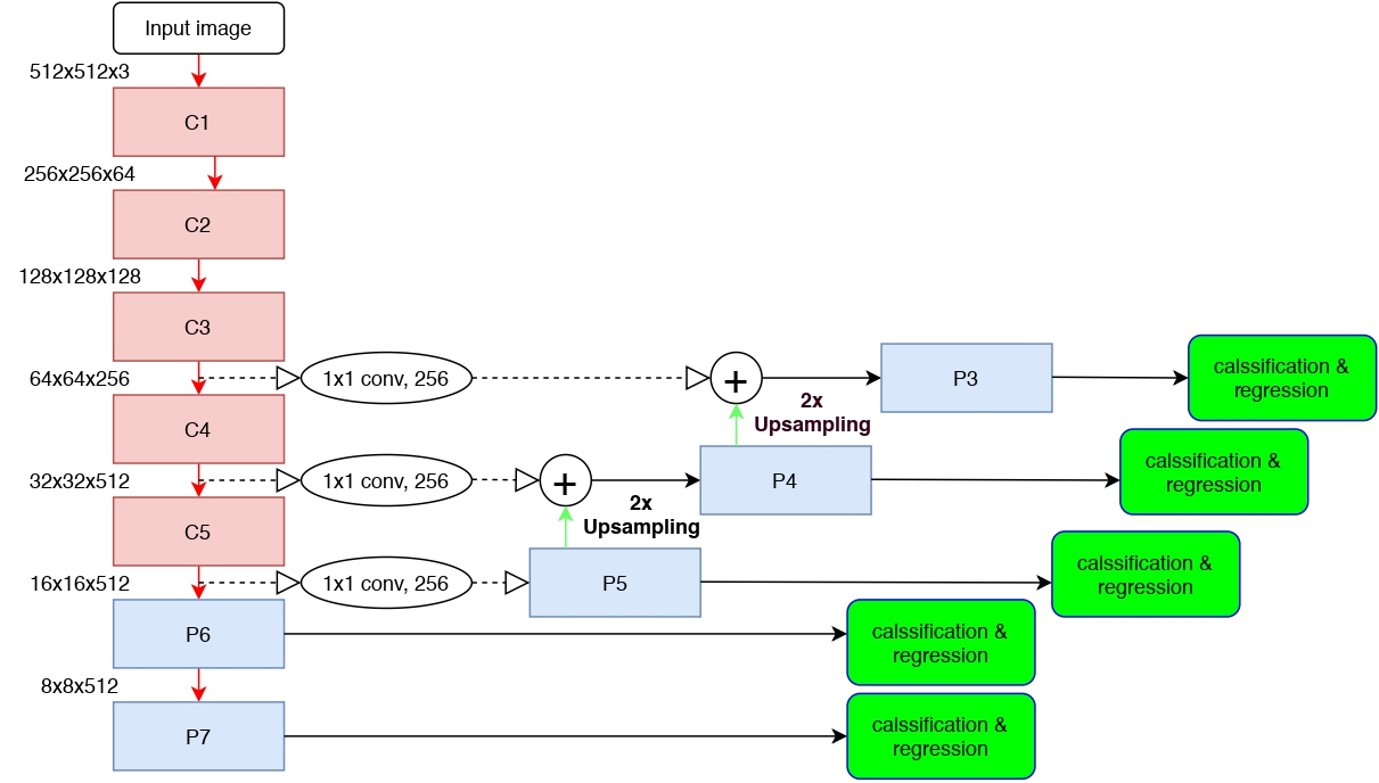 Input image
512x512x3
C1
256x256x64
C2
128x128x128
C3
64x64x256
1x1 conv, 256
+
P3
calssification &
regression
2x
Upsampling
C4
32x32x512
1x1 conv, 256
+
P4
calssification &
regression
2x
Upsampling
C5
16x16x512
1x1 conv, 256
P5
calssification &
regression
P6
calssification &
regression
8x8x512
P7
calssification &
regression